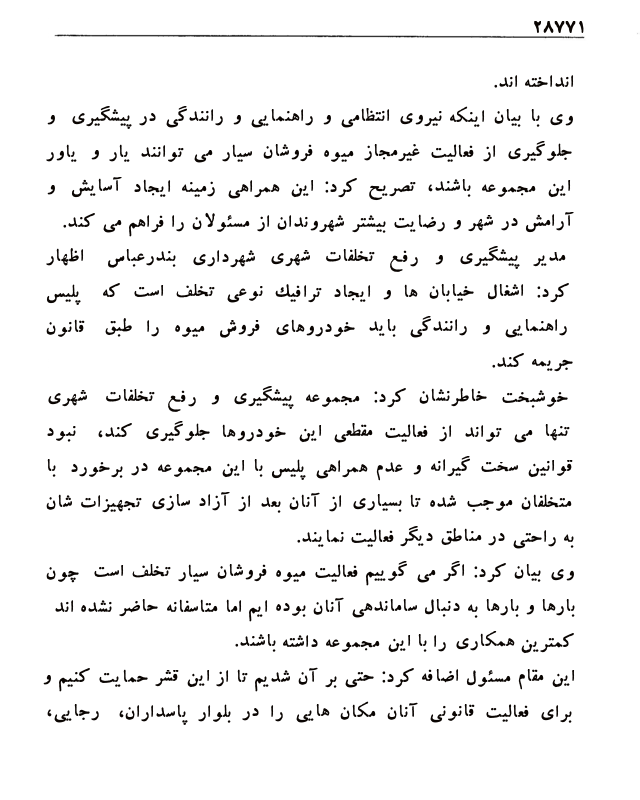 ۲۸۷۷۱
انداخته اند.
وی با بیان اینکه نیروی انتظامی و راهنمایی و رانندگی در پیشگیری و
جلوگیری از فعالیت غیرمجاز میوه فروشان سیار می توانند یار و یاور
این مجموعه باشند، تصریح کرد: این همراهی زمینه ایجاد آسایش و
آرامش در شهر و رضایت بیشتر شهروندان از مسئولان را فراهم می کند.
مدیر پیشگیری و رفع تخلفات شهری شهرداری بندرعباس اظهار
کرد: اشغال خیابان ها و ایجاد ترافیك نوعی تخلف است که پلیس
راهنمایی و رانندگی باید خودروهای فروش میوه را طبق قانون
جریمه کند.
خوشبخت خاطرنشان کرد: مجموعه پیشگیری و رفع تخلفات شهری
تنها می تواند از فعالیت مقطعی این خودروها جلوگیری کند، نبود
قوانین سخت گیرانه و عدم همراهی پلیس با این مجموعه در برخورد با
متخلفان موجب شده تا بسیاری از آنان بعد از آزاد سازی تجهیزات شان
به راحتی در مناطق دیگر فعالیت نمایند.
وی بیان کرد: اگر می گوییم فعالیت میوه فروشان سیار تخلف است چون
بارها و بارها به دنبال ساماندهی آنان بوده ایم اما متاسفانه حاضر نشده اند
کمترین همکاری را با این مجموعه داشته باشند.
این مقام مسئول اضافه کرد: حتی بر آن شدیم تا از این قشر حمایت کنیم و
برای فعالیت قانونی آنان مکان هایی را در بلوار پاسداران، رجایی،